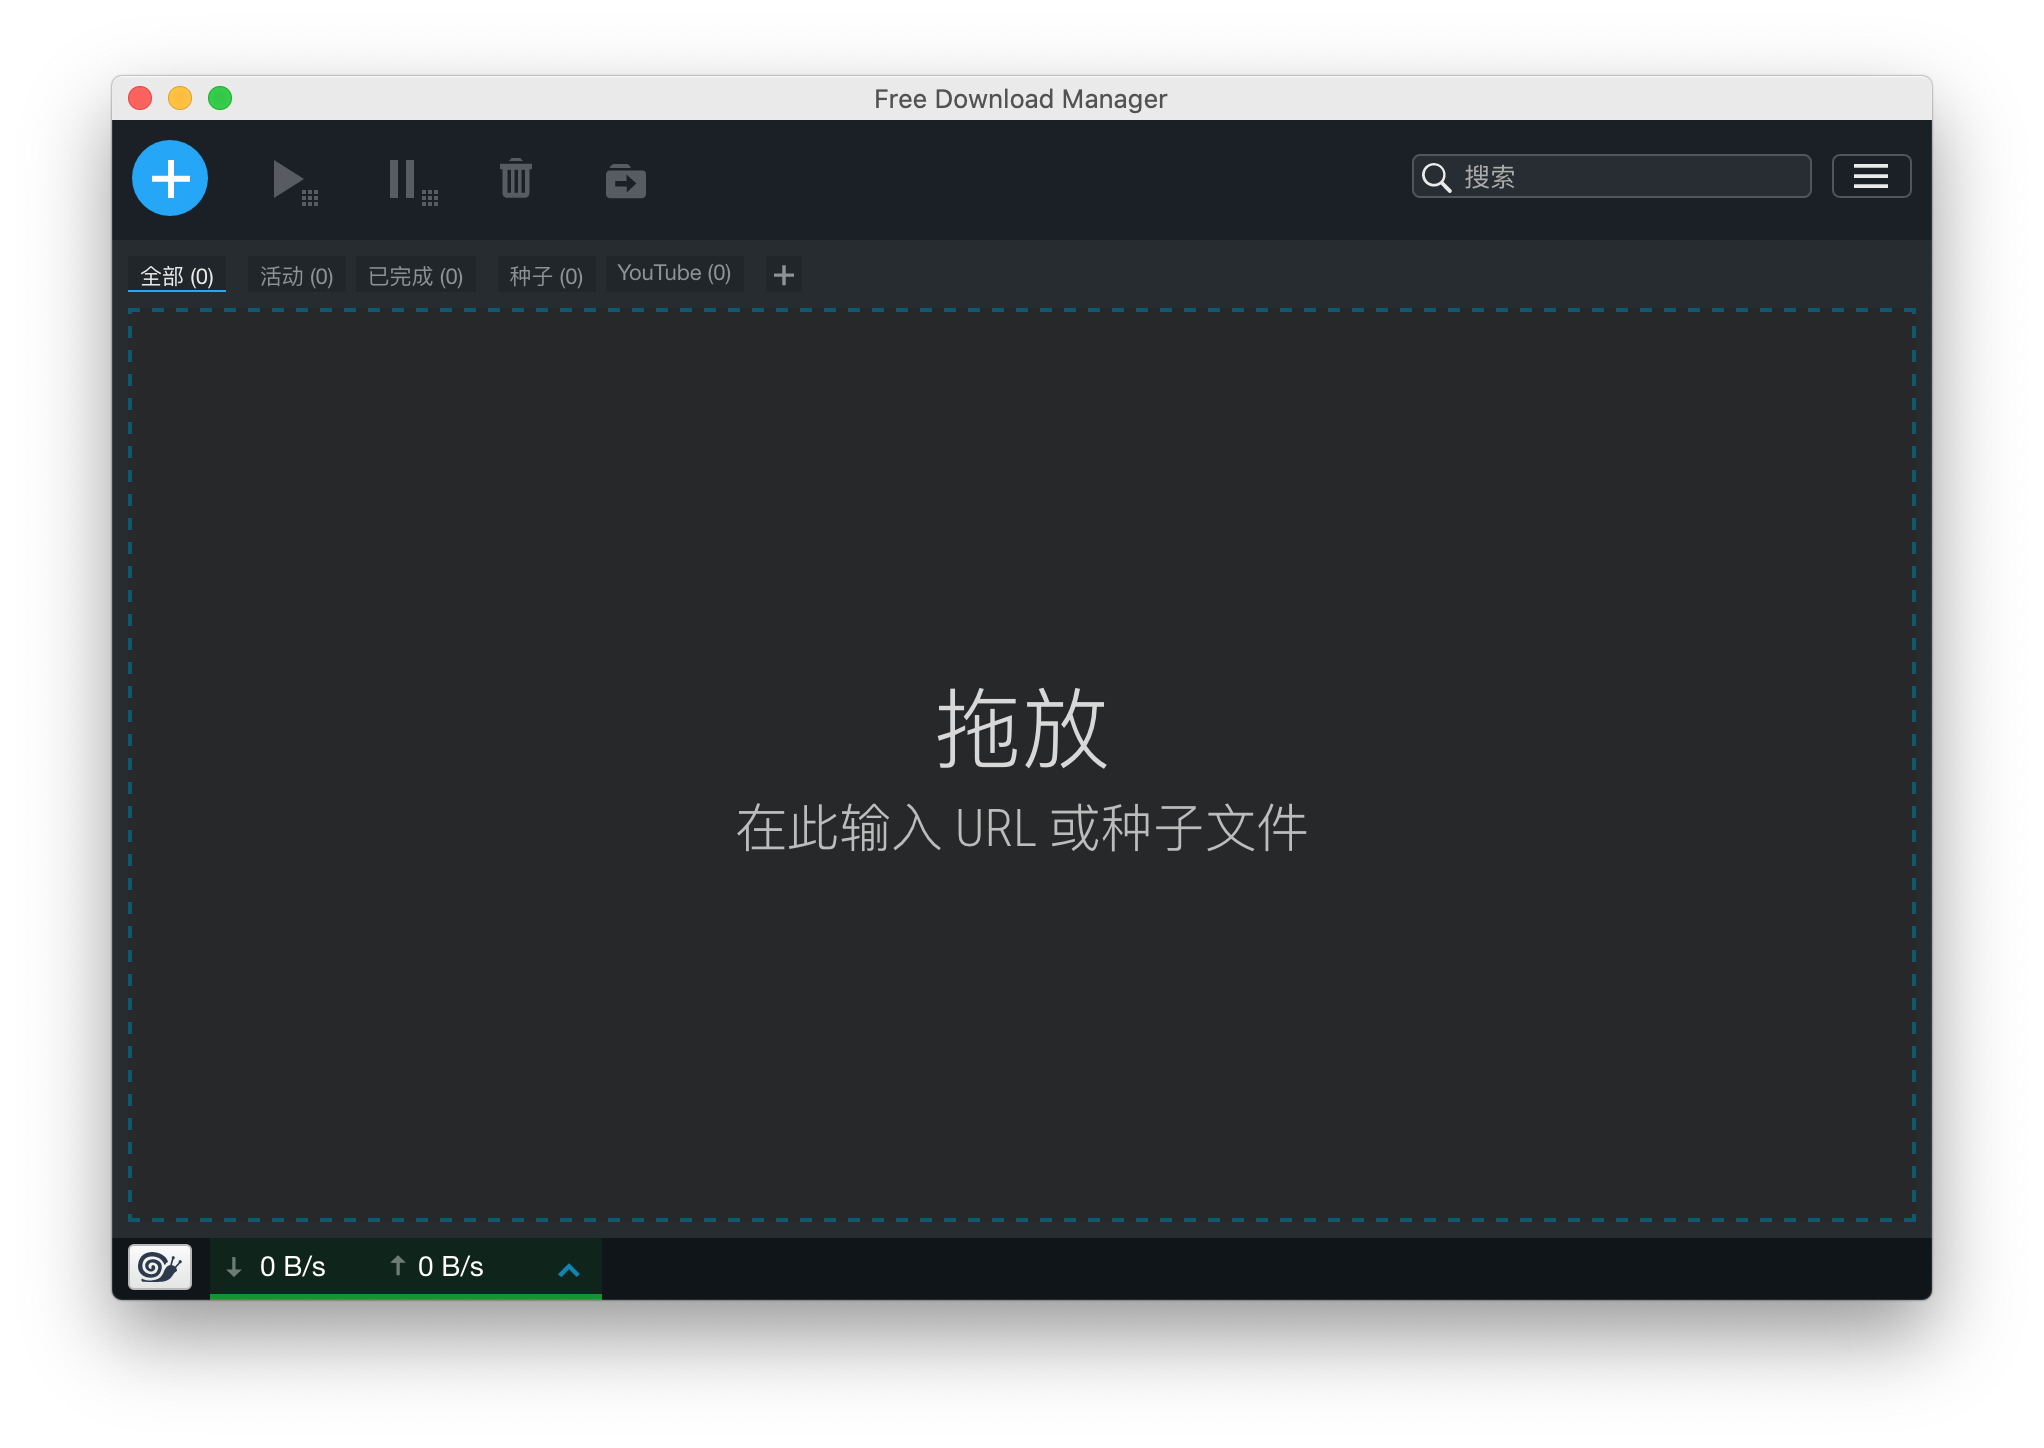 Free Download Manager
搜索
全部 (0) 活动 (0) 已完成 (0) 种子 (0) YouTube (0)
拖放
在此输入 URL 或种子文件
0 B/s 0 B/s